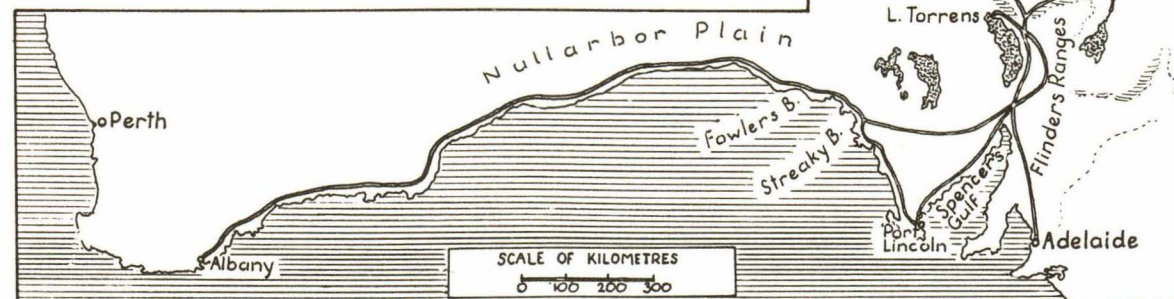 L. Torrens
Nullarbor Plain
Flinders Ranges
Perth
Fowlers B.
Streaky B.
Spencers
Gulf
Port
Lincoln
Adelaide
Albany
SCALE OF KILOMETRES
0 100 200 300